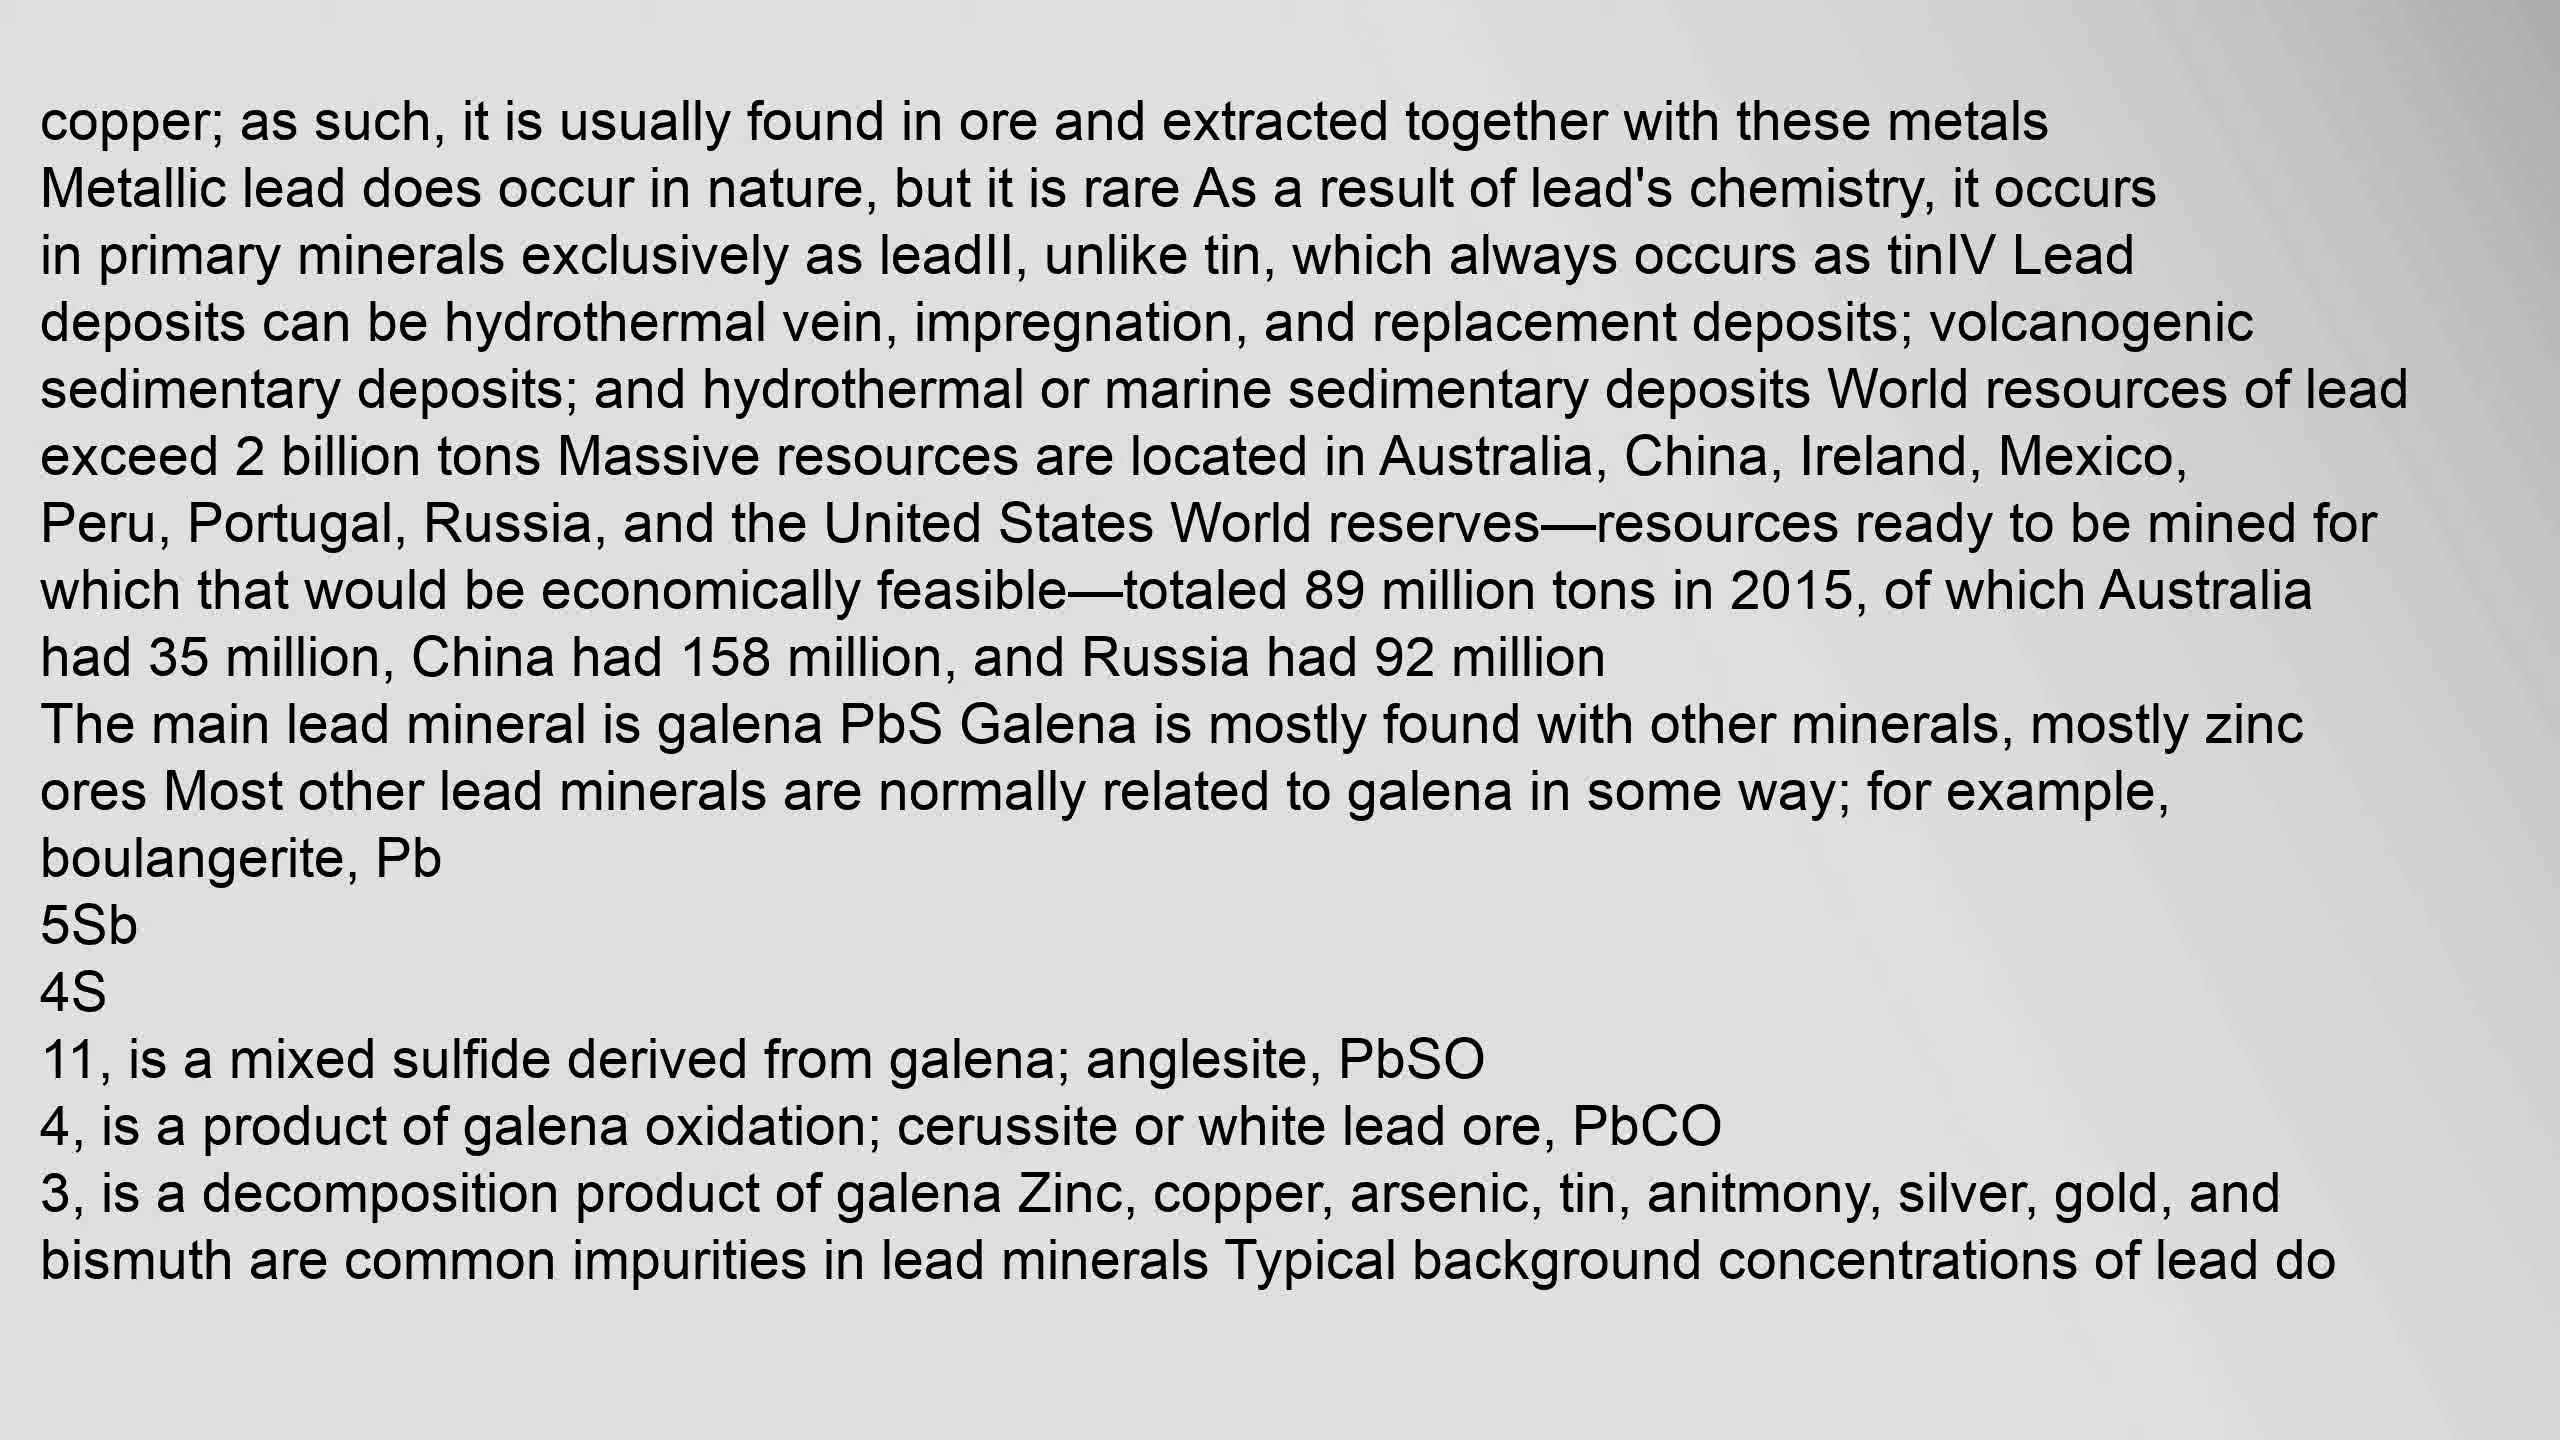 copper; as such, it is usually found in ore and extracted together with these metals
Metallic lead does occur in nature, but it is rare As a result of lead's chemistry, it occurs
in primary minerals exclusively as leadII, unlike tin, which always occurs as tinIV Lead
deposits can be hydrothermal vein, impregnation, and replacement deposits; volcanogenic
sedimentary deposits; and hydrothermal or marine sedimentary deposits World resources of lead
exceed 2 billion tons Massive resources are located in Australia, China, Ireland, Mexico,
Peru, Portugal, Russia, and the United States World reserves—resources ready to be mined for
which that would be economically feasible—totaled 89 million tons in 2015, of which Australia
had 35 million, China had 158 million, and Russia had 92 million
The main lead mineral is galena PbS Galena is mostly found with other minerals, mostly zinc
ores Most other lead minerals are normally related to galena in some way; for example,
boulangerite, Pb
5Sb
4S
11, is a mixed sulfide derived from galena; anglesite, PbSO
4, is a product of galena oxidation; cerussite or white lead ore, PbCO
3, is a decomposition product of galena Zinc, copper, arsenic, tin, anitmony, silver, gold, and
bismuth are common impurities in lead minerals Typical background concentrations of lead do